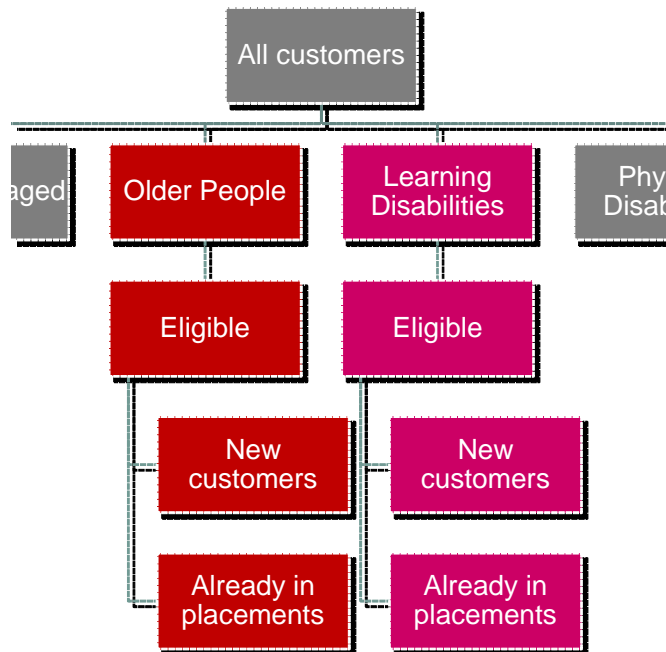 All customers
aged
Older People
Learning
Disabilities
Phy
Disab
Eligible
Eligible
New
customers
New
customers
Already in
placements
Already in
placements